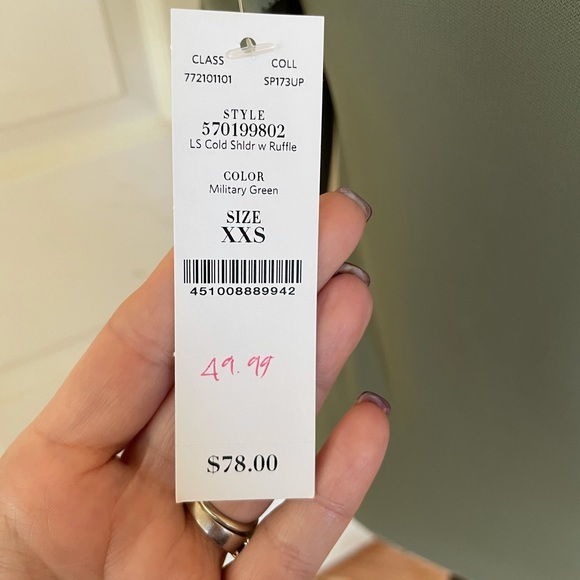 CLASS COLL
772101101 SP173UP
STYLE
570199802
LS Cold Shldr w Ruffle
COLOR
Military Green
SIZE
XXS
451008889942
49.99
$78.00